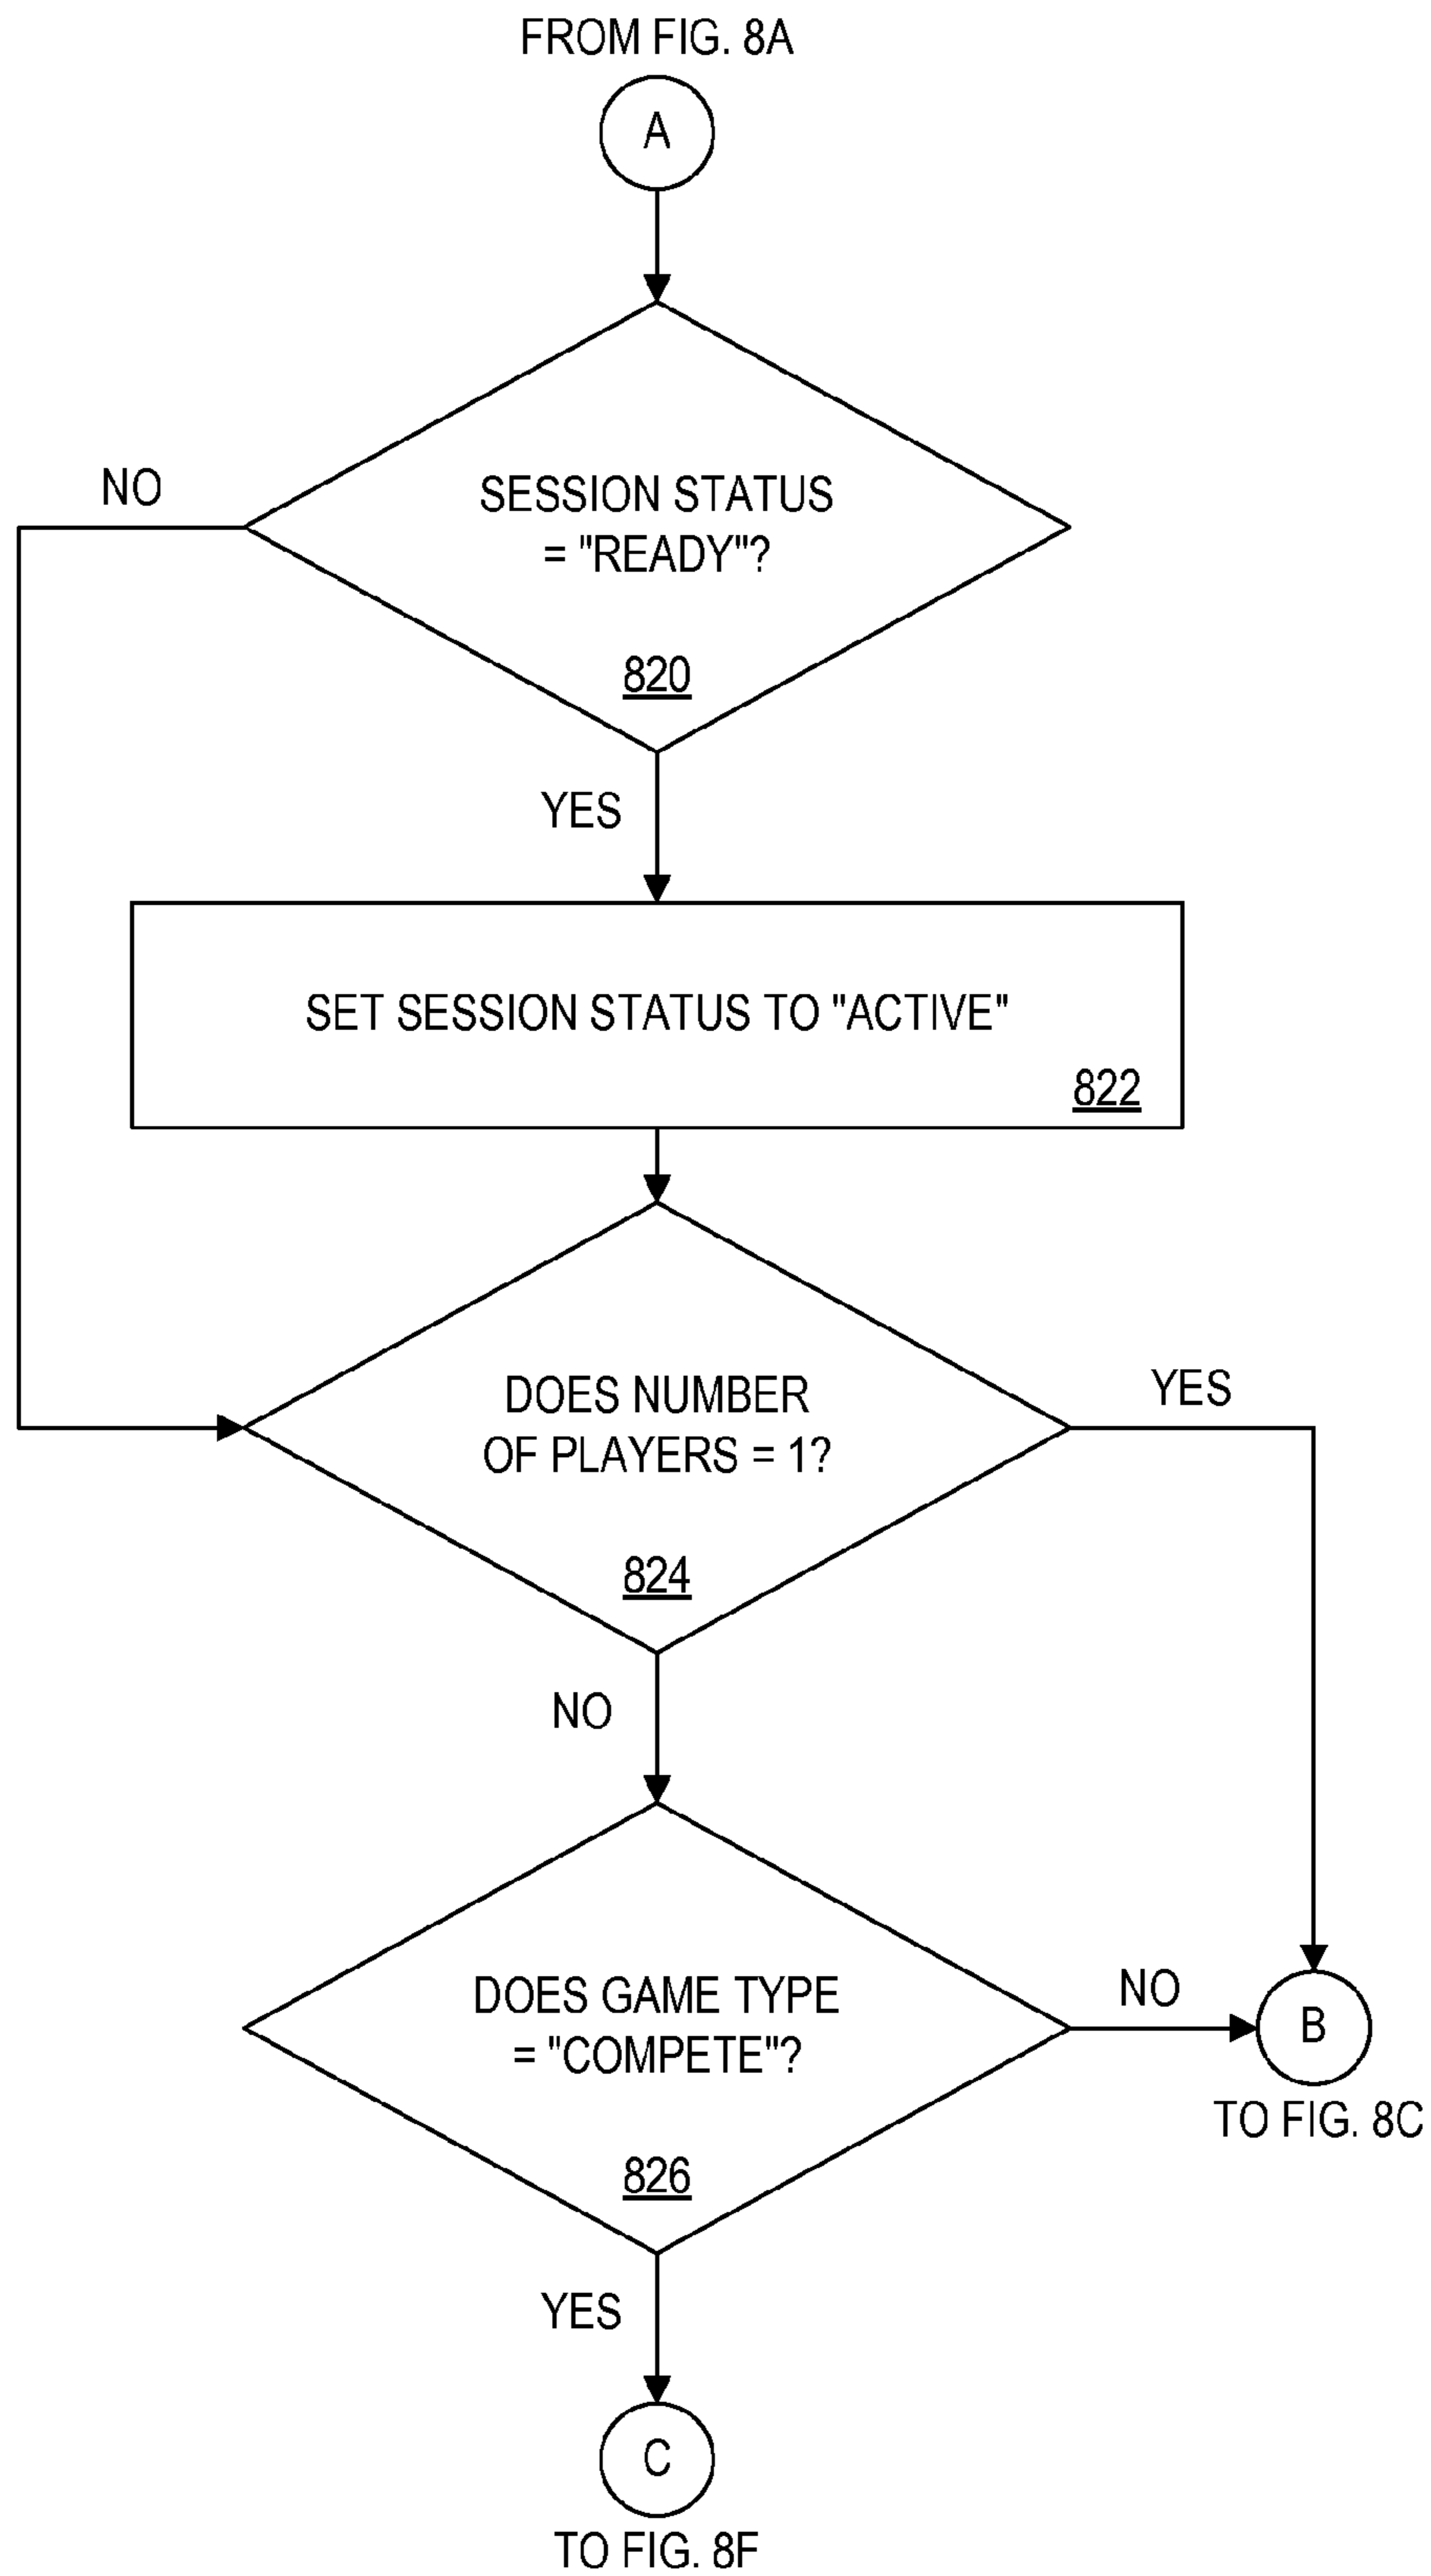 FROM FIG. 8A
A
NO
SESSION STATUS
= "READY"?
820
YES
SET SESSION STATUS TO "ACTIVE"
822
DOES NUMBER
OF PLAYERS = 1?
YES
824
NO
DOES GAME TYPE
= "COMPETE"?
NO
B
TO FIG. 8C
826
YES
C
TO FIG. 8F